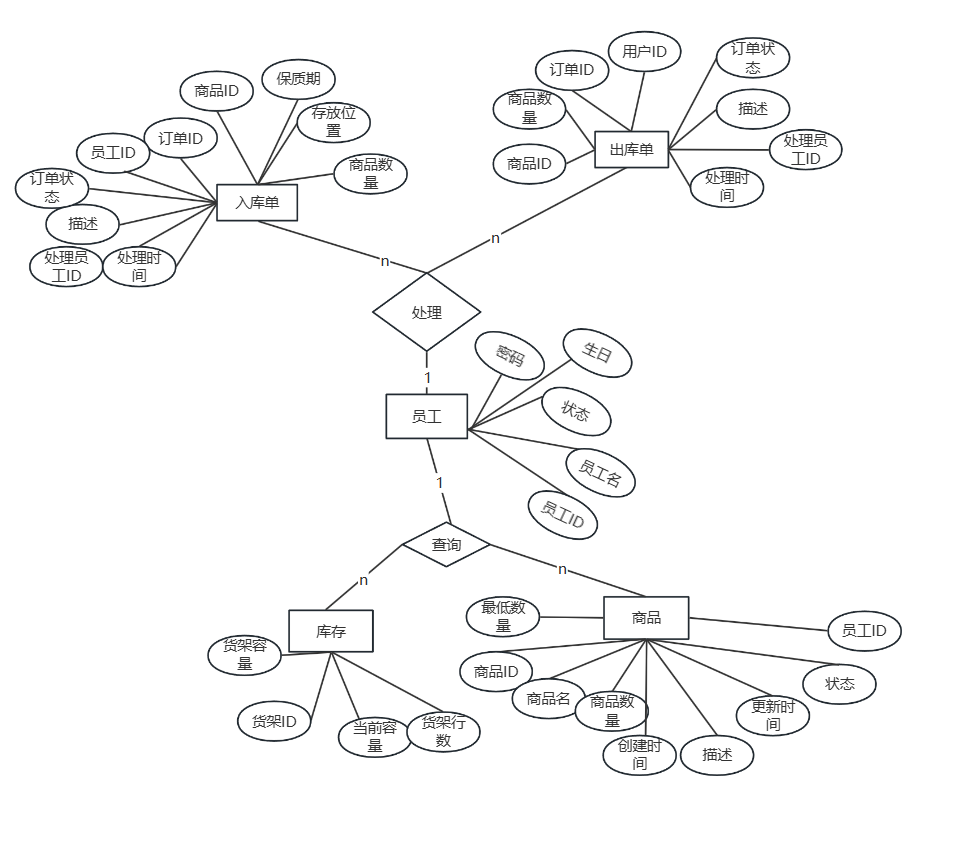 用户ID
订单状
态
订单ID
保质期
商品ID
商品数
量
描述
存放位
置
订单ID
员工ID
出库单
处理员
工ID
商品ID
商品数
量
订单状
态
处理时
间
入库单
描述
n
n
处理员
工ID
处理时
间
处理
密码
生日
1
状态
员工
员工名
1
员工ID
查询
n
n
最低数
量
商品
库存
员工ID
货架容
量
商品ID
状态
商品名
商品数
量
更新时
间
货架ID
当前容
量
货架行
数
创建时
间
描述